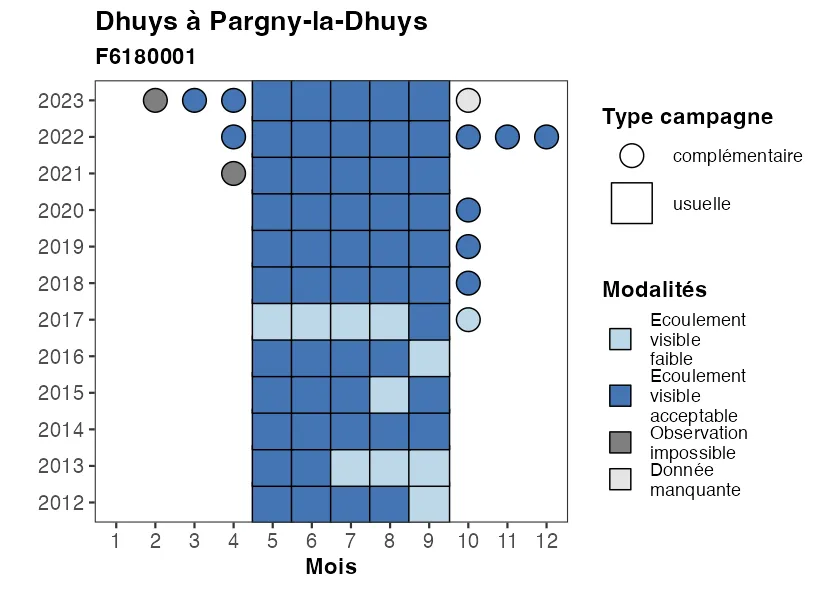 Dhuys à Pargny-la-Dhuys
F6180001
2023
2022
2021
2020
2019
2018
2017
2016
2015
2014
2013
2012
1 2 3 4 5 6 7 8 9 10 11 12
Mois
Type campagne
complémentaire
usuelle
Modalités
Ecoulement
visible
faible
Ecoulement
visible
acceptable
Observation
impossible
Donnée
manquante